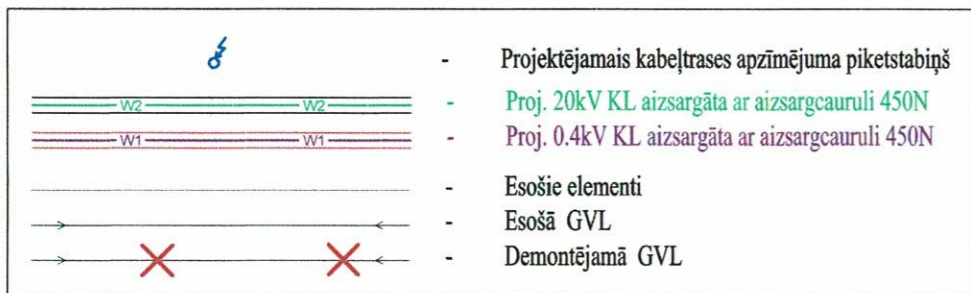 - Projektējamais kabeļtrases apzīmējuma piketstabiņš
W2 W2 - Proj. 20kV KL aizsargāta ar aizsargcauruli 450N
W1 W1 - Proj. 0.4kV KL aizsargāta ar aizsargcauruli 450N
- Esošie elementi
- Esošā GVL
- Demontējamā GVL